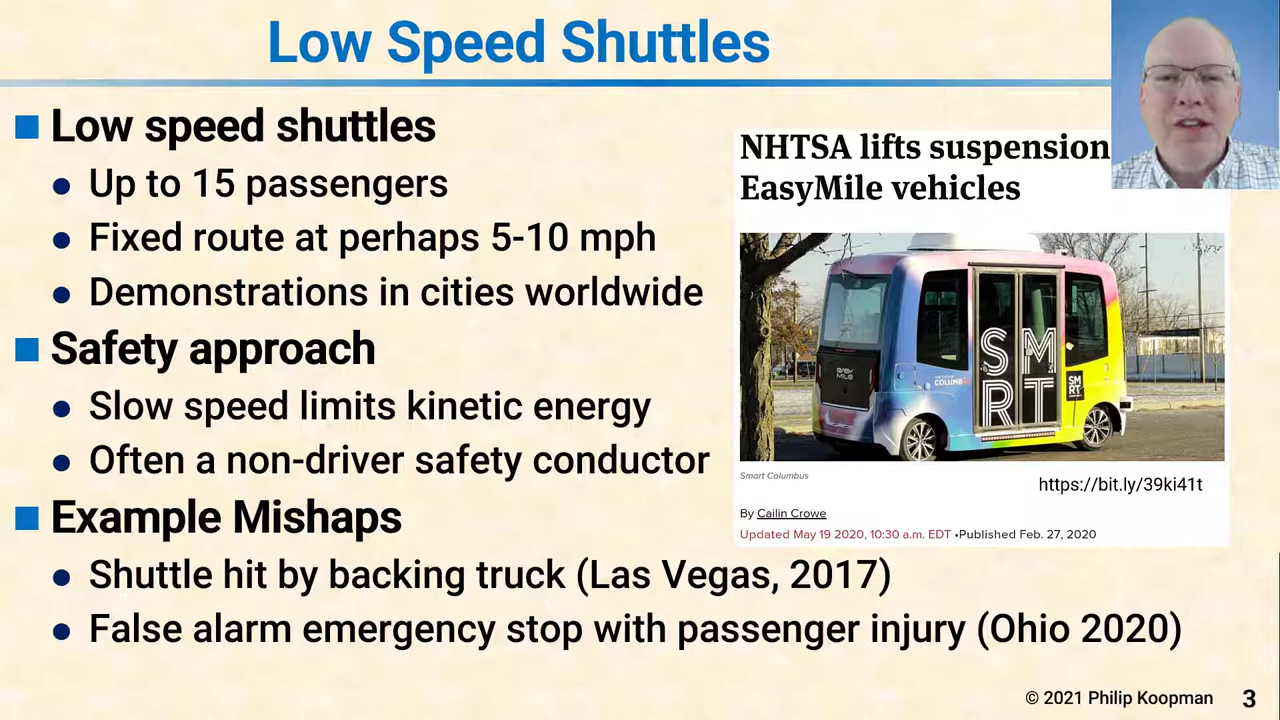 Low Speed Shuttles
Low speed shuttles
Up to 15 passengers
Fixed route at perhaps 5-10 mph
Demonstrations in cities worldwide
Safety approach
Slow speed limits kinetic energy
Often a non-driver safety conductor
Example Mishaps
Shuttle hit by backing truck (Las Vegas, 2017)
False alarm emergency stop with passenger injury (Ohio 2020)
NHTSA lifts suspension
EasyMile vehicles
EASY
MILE
SM
RT
SM
RT
Smart Columbus
https://bit.ly/39ki41t
By Cailin Crowe
Updated May 19 2020, 10:30 a.m. EDT •Published Feb. 27, 2020
© 2021 Philip Koopman 3